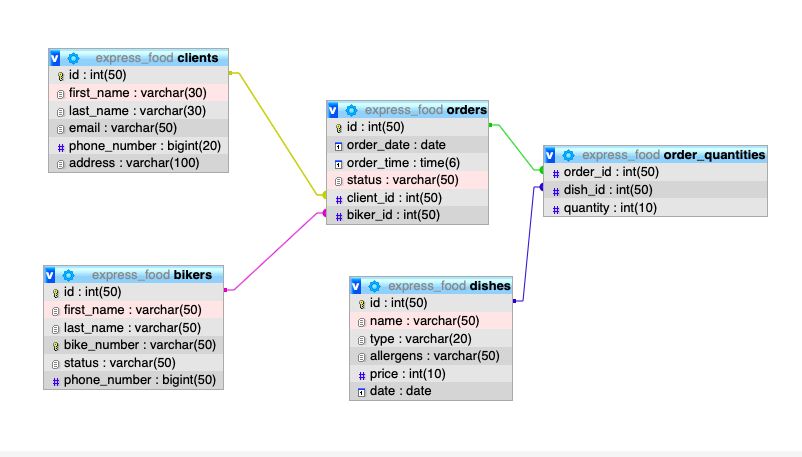 express_food clients
id : int(50)
first_name : varchar(30)
last_name : varchar(30)
email : varchar(50)
phone_number : bigint(20)
address : varchar(100)
express_food orders
id : int(50)
order_date : date
order_time : time(6)
status : varchar(50)
client_id : int(50)
biker_id : int(50)
express_food order_quantities
order_id : int(50)
dish_id : int(50)
quantity : int(10)
express_food bikers
id : int(50)
first_name : varchar(50)
last_name : varchar(50)
bike_number : varchar(50)
status : varchar(50)
phone_number : bigint(50)
express_food dishes
id : int(50)
name : varchar(50)
type : varchar(20)
allergens : varchar(50)
price : int(10)
date : date